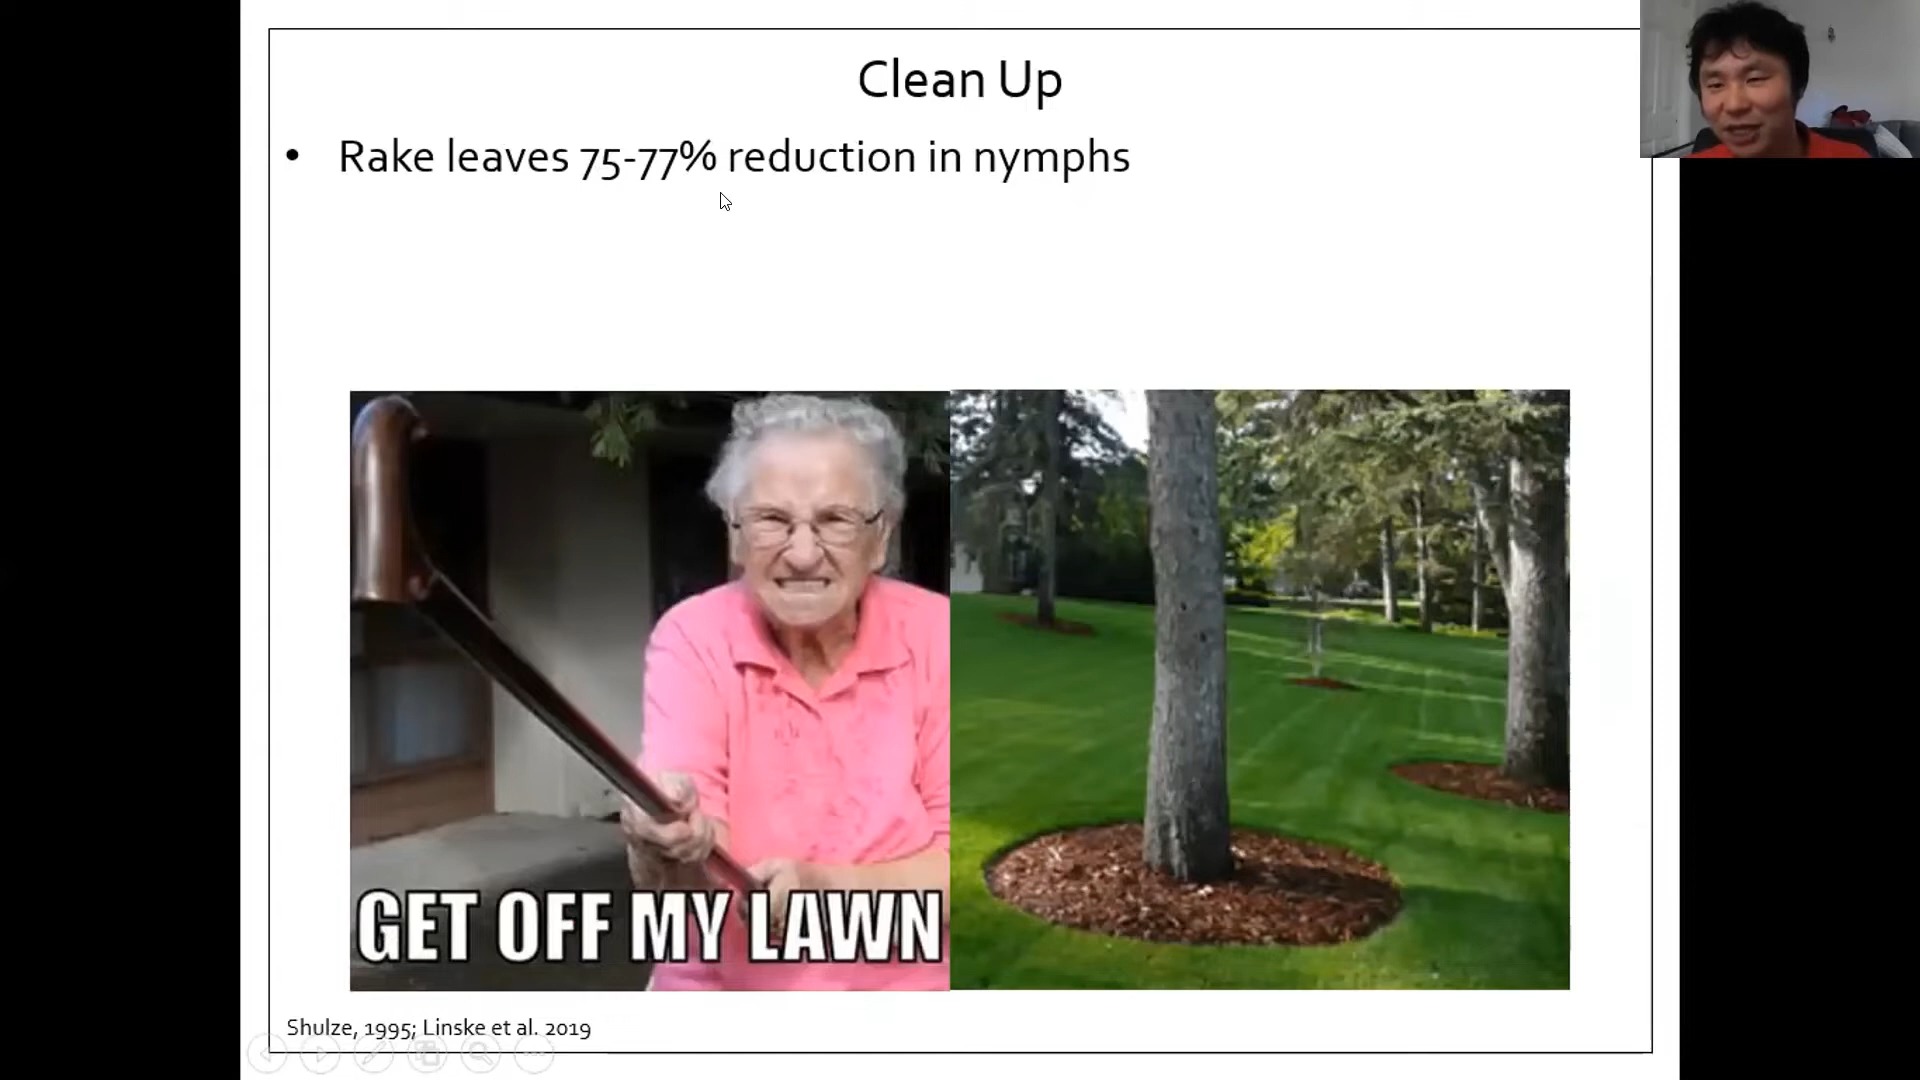 Clean Up
• Rake leaves 75-77% reduction in nymphs
GET OFF MY LAWN
Shulze, 1995; Linske et al. 2019